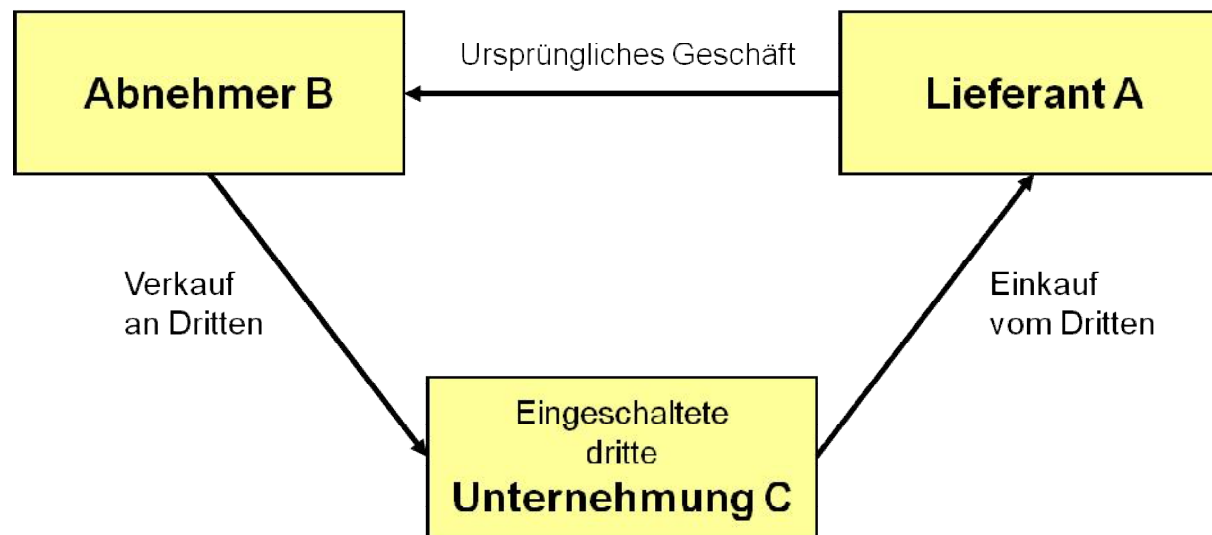 Ursprüngliches Geschäft
Abnehmer B
Lieferant A
Verkauf
an Dritten
Einkauf
vom Dritten
Eingeschaltete
dritte
Unternehmung C